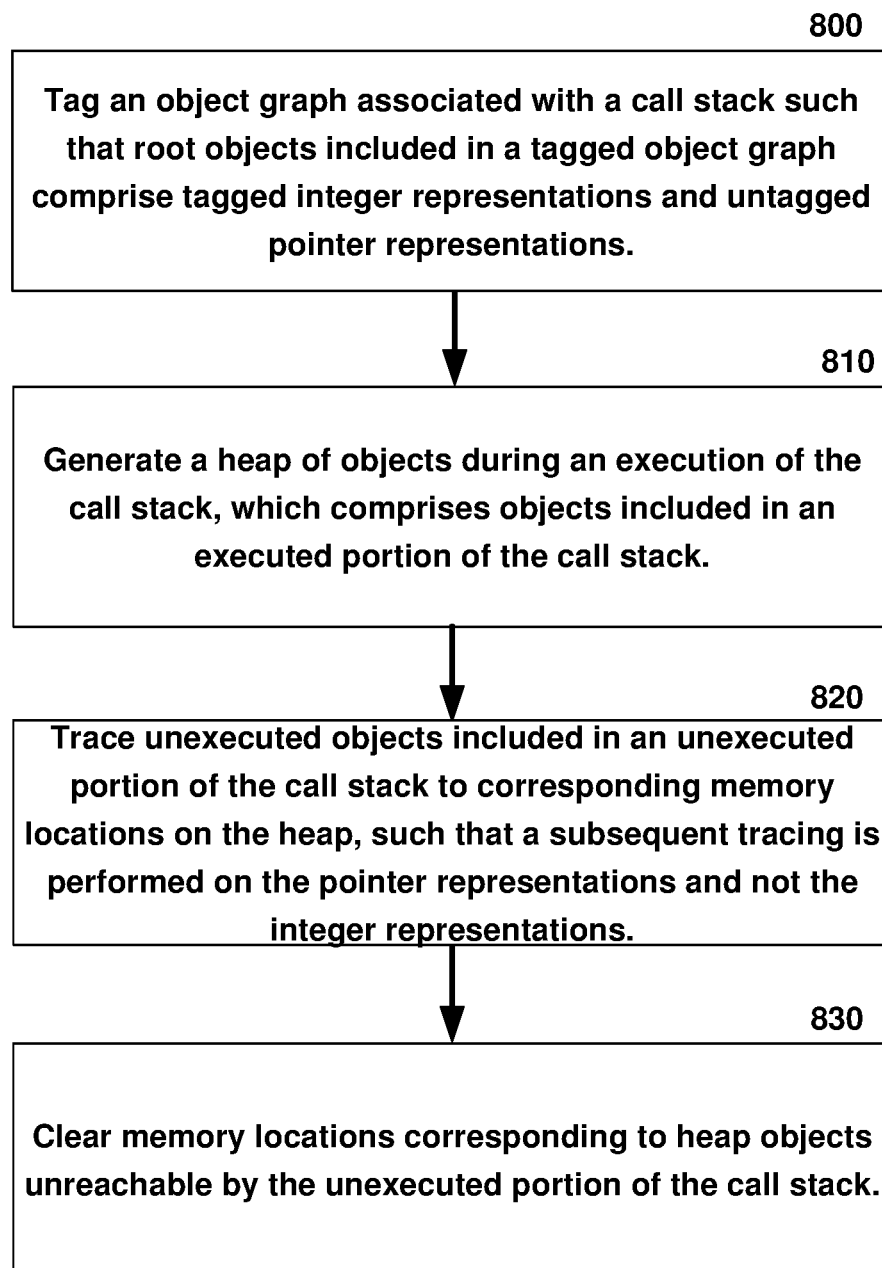 800
Tag an object graph associated with a call stack such
that root objects included in a tagged object graph
comprise tagged integer representations and untagged
pointer representations.
810
Generate a heap of objects during an execution of the
call stack, which comprises objects included in an
executed portion of the call stack.
820
Trace unexecuted objects included in an unexecuted
portion of the call stack to corresponding memory
locations on the heap, such that a subsequent tracing is
performed on the pointer representations and not the
integer representations.
830
Clear memory locations corresponding to heap objects
unreachable by the unexecuted portion of the call stack.